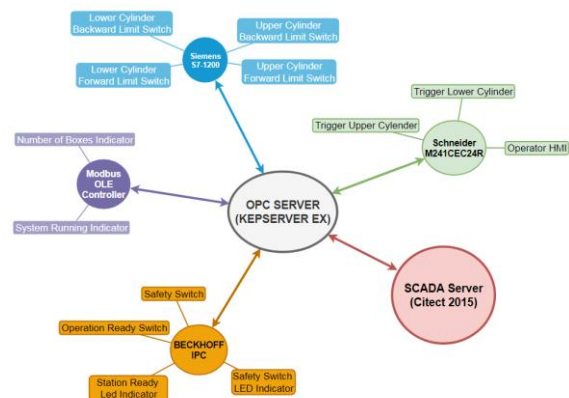 Lower Cylinder
Backward Limit Switch
Upper Cylinder
Backward Limit Switch
Siemens
S7-1200
Lower Cylinder
Forward Limit Switch
Upper Cylinder
Forward Limit Switch
Trigger Lower Cylinder
Trigger Upper Cylender
Schneider
M241CEC24R
Operator HMI
Number of Boxes Indicator
Modbus
OLE
Controller
System Running Indicator
OPC SERVER
(KEPSERVER EX)
SCADA Server
(Citect 2015)
Safety Switch
Operation Ready Switch
BECKHOFF
IPC
Station Ready
Led Indicator
Safety Switch
LED Indicator